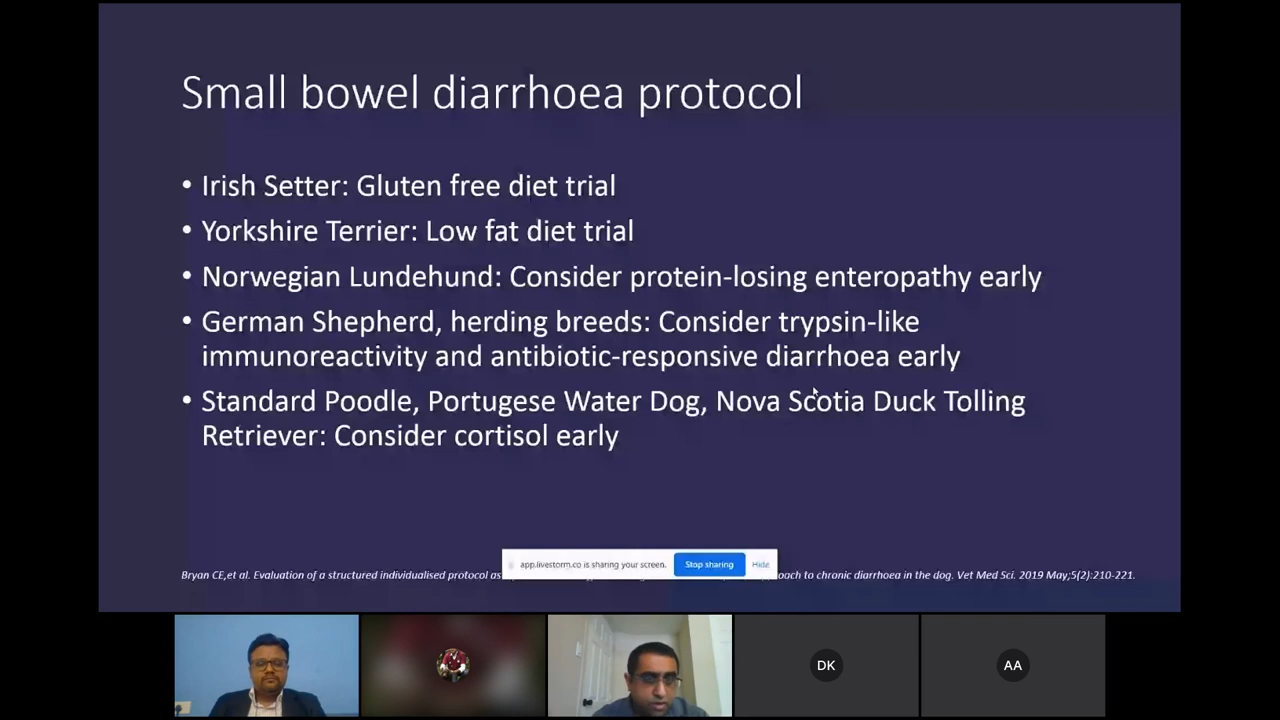 Small bowel diarrhoea protocol
• Irish Setter: Gluten free diet trial
• Yorkshire Terrier: Low fat diet trial
• Norwegian Lundehund: Consider protein-losing enteropathy early
• German Shepherd, herding breeds: Consider trypsin-like
immunoreactivity and antibiotic-responsive diarrhoea early
• Standard Poodle, Portugese Water Dog, Nova Scotia Duck Tolling
Retriever: Consider cortisol early
app.livestorm.co is sharing your screen.
Stop sharing
Hide
Bryan CE,et al. Evaluation of a structured individualised protocol as to chronic diarrhoea in the dog. Vet Med Sci. 2019 May;5(2):210-221.
DK
AA